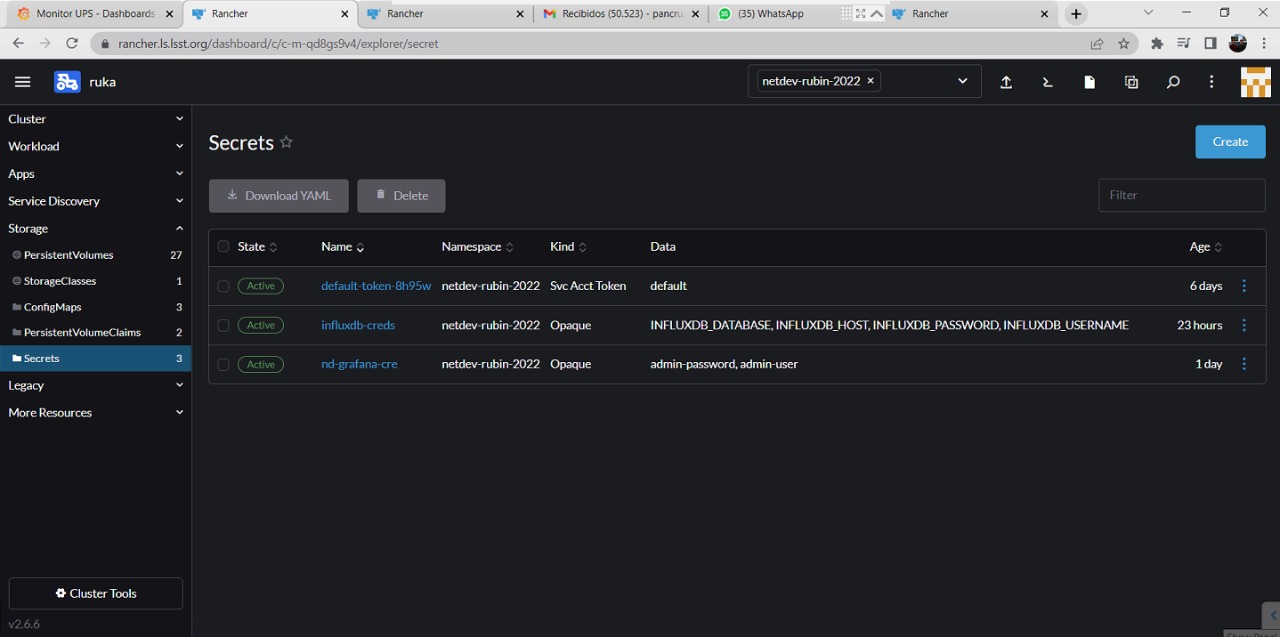 Monitor UPS - Dashboards
Rancher
Rancher
Recibidos (50.523) - pancru
35
(35) WhatsApp
Rancher
rancher.ls.lsst.org/dashboard/c/c-m-qd8gs9v4/explorer/secret
ruka
netdev-rubin-2022
Cluster
Workload
Apps
Service Discovery
Storage
PersistentVolumes 27
StorageClasses 1
ConfigMaps 3
PersistentVolumeClaims 2
Secrets 3
Legacy
More Resources
Cluster Tools
v2.6.6
Secrets
Create
Download YAML
Delete
Filter
State Name Namespace Kind Data Age
Active default-token-8h95w netdev-rubin-2022 Svc Acct Token default 6 days
Active influxdb-creds netdev-rubin-2022 Opaque INFLUXDB_DATABASE, INFLUXDB_HOST, INFLUXDB_PASSWORD, INFLUXDB_USERNAME 23 hours
Active nd-grafana-cre netdev-rubin-2022 Opaque admin-password, admin-user 1 day